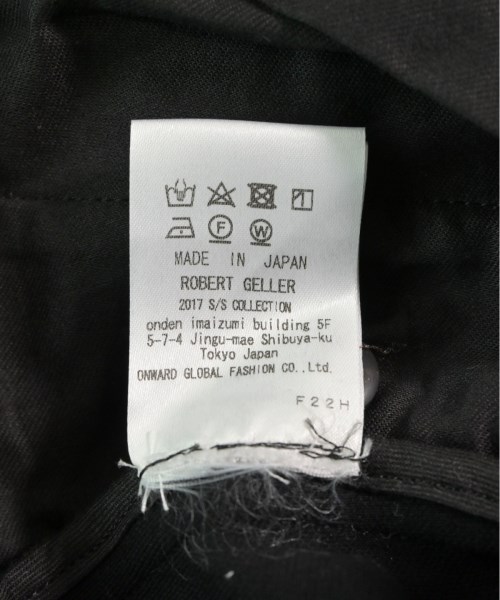 MADE IN JAPAN
ROBERT GELLER
2017 S/S COLLECTION
onden imaizumi building 5F
5-7-4 Jingu-mae Shibuya-ku
Tokyo Japan
ONWARD GLOBAL FASHION CO.,Ltd.
F22H